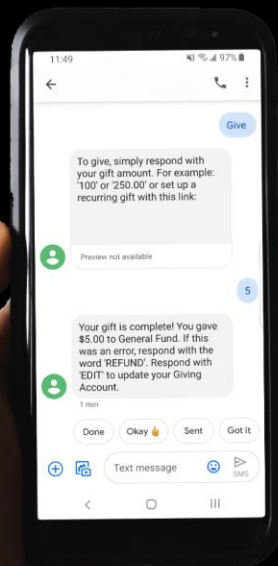 11:49
97%
Give
To give, simply respond with
your gift amount. For example:
'100' or '250.00' or set up a
recurring gift with this link:
Preview not available
5
Your gift is complete! You gave
$5.00 to General Fund. If this
was an error, respond with the
word 'REFUND'. Respond with
'EDIT' to update your Giving
Account.
1 min
Done Okay 👍 Sent Got it
Text message
SMS